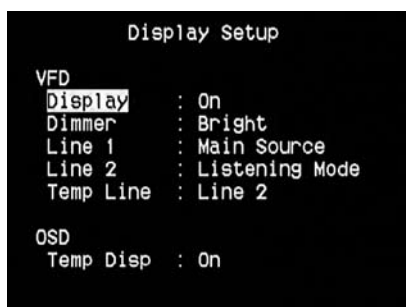 Display Setup
VFD
Display : On
Dimmer : Bright
Line 1 : Main Source
Line 2 : Listening Mode
Temp Line : Line 2
OSD
Temp Disp : On